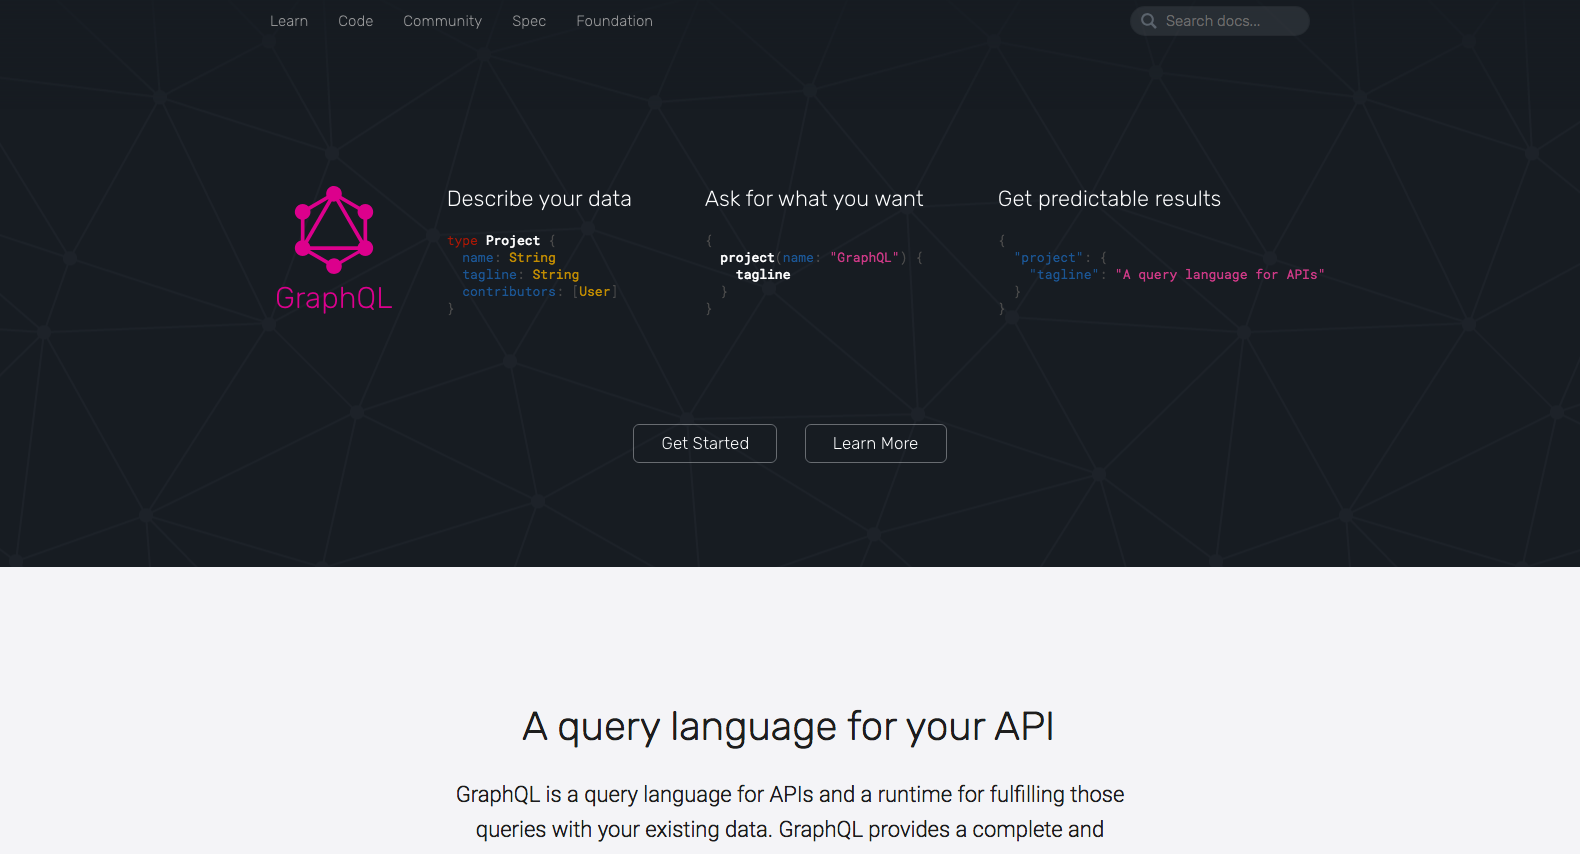 Learn Code Community Spec Foundation Search docs...
GraphQL
Describe your data
type Project {
  name: String
  tagline: String
  contributors: [User]
}
Ask for what you want
{
  project(name: "GraphQL") {
    tagline
  }
}
Get predictable results
{
  "project": {
    "tagline": "A query language for APIs"
  }
}
Get Started Learn More
A query language for your API
GraphQL is a query language for APIs and a runtime for fulfilling those
queries with your existing data. GraphQL provides a complete and